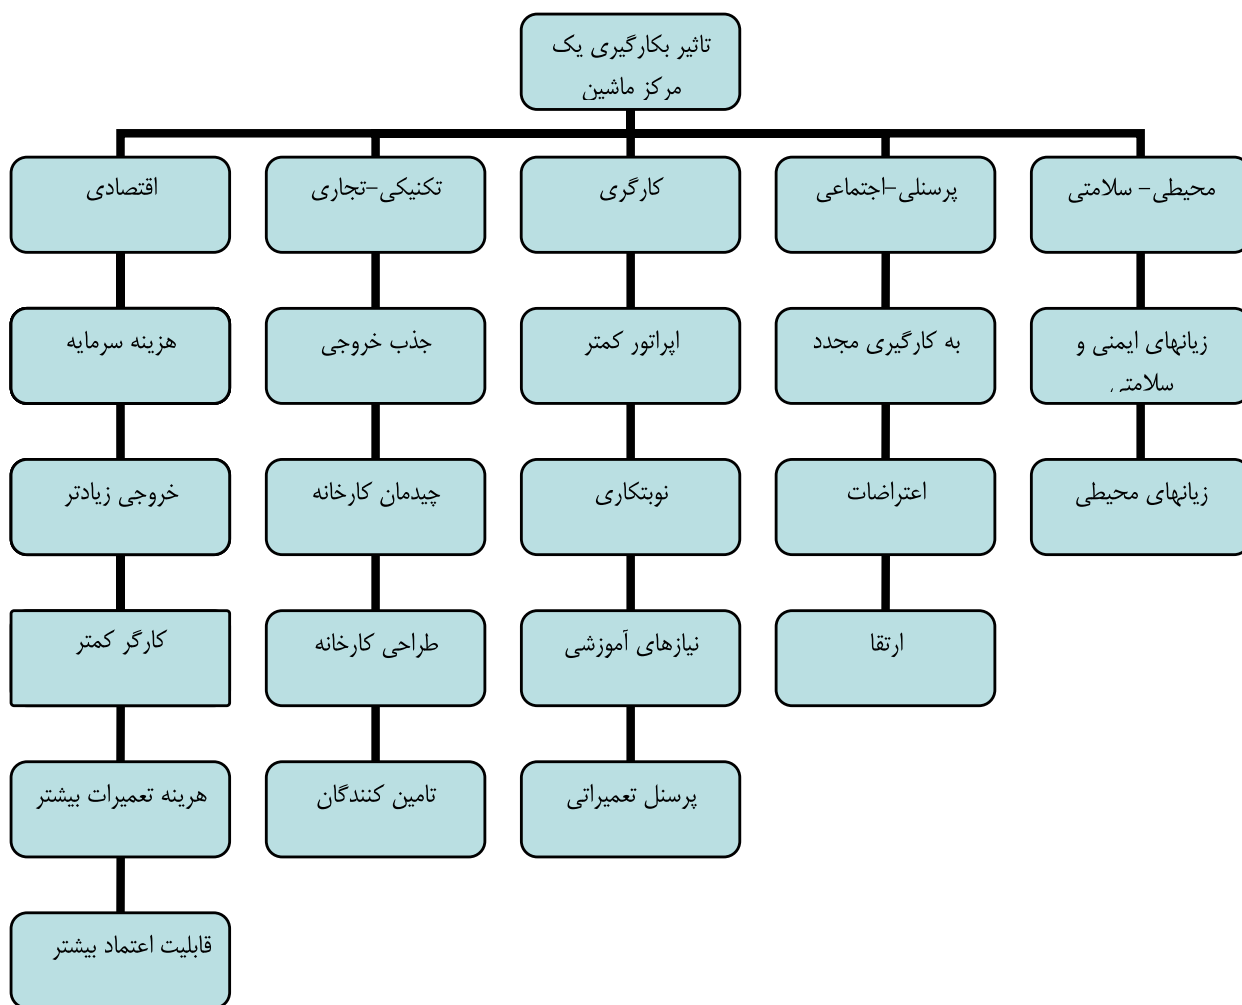 تاثیر بکارگیری یک
مرکز ماشین
محیطی- سلامتی
پرسنلی-اجتماعی
کارگری
تکنیکی-تجاری
اقتصادی
زیانهای ایمنی و
سلامتی
به کارگیری مجدد
اپراتور کمتر
جذب خروجی
هزینه سرمایه
زیانهای محیطی
اعتراضات
نوبتکاری
چیدمان کارخانه
خروجی زیادتر
ارتقا
نیازهای آموزشی
طراحی کارخانه
کارگر کمتر
پرسنل تعمیراتی
تامین کنندگان
هرینه تعمیرات بیشتر
قابلیت اعتماد بیشتر